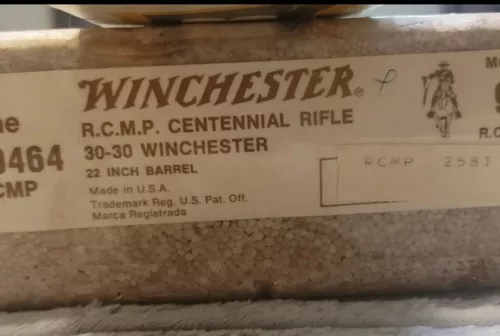 WINCHESTER®
R.C.M.P. CENTENNIAL RIFLE
30-30 WINCHESTER
22 INCH BARREL
Made in U.S.A.
Trademark Reg. U.S. Pat. Off.
Marca Registrada
0464
CMP
RCMP 2581
R.C